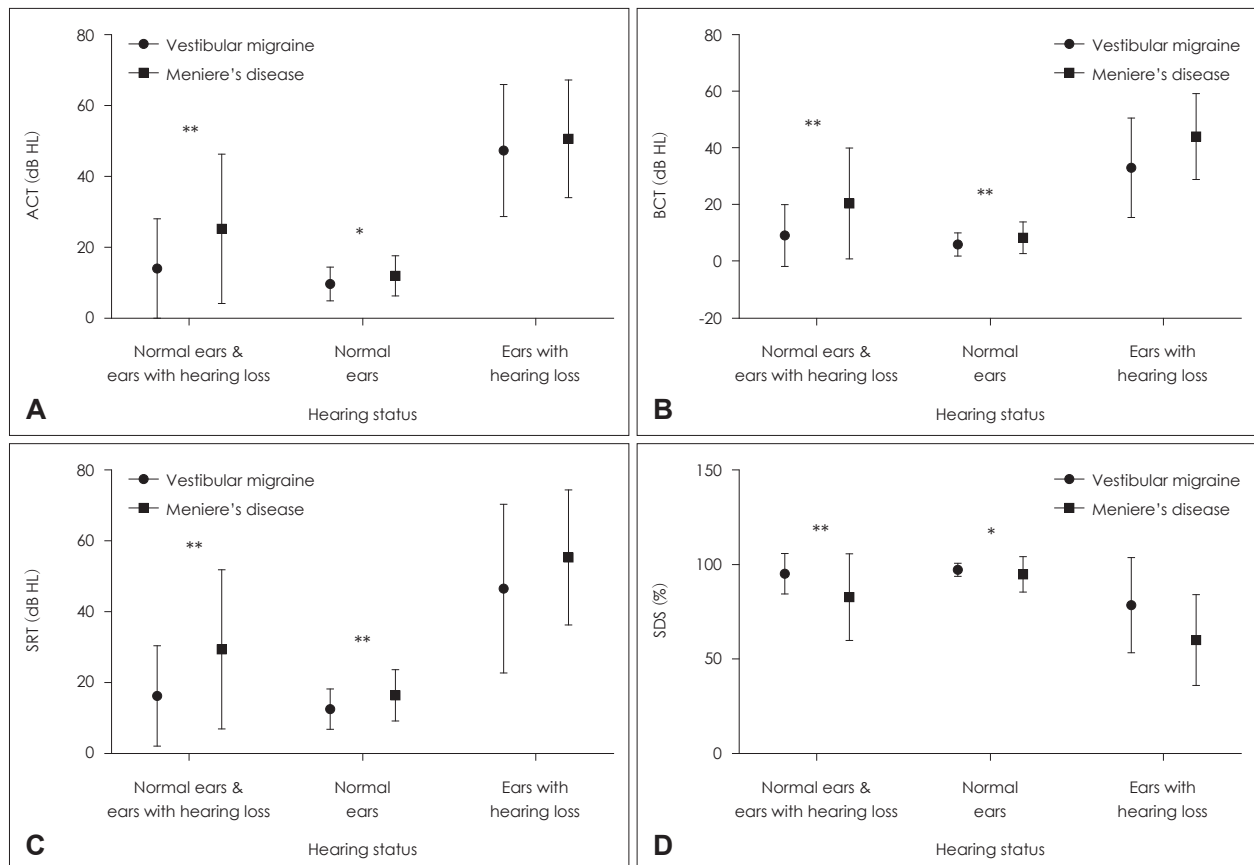 80
60
40
20
0
ACT (dB HL)
Vestibular migraine
Meniere’s disease
**
*
Normal ears &
ears with hearing loss
Normal
ears
Ears with
hearing loss
Hearing status
A
80
60
40
20
0
-20
BCT (dB HL)
Vestibular migraine
Meniere’s disease
**
**
Normal ears &
ears with hearing loss
Normal
ears
Ears with
hearing loss
Hearing status
B
80
60
40
20
0
SRT (dB HL)
Vestibular migraine
Meniere’s disease
**
**
Normal ears &
ears with hearing loss
Normal
ears
Ears with
hearing loss
Hearing status
C
150
100
50
0
SDS (%)
Vestibular migraine
Meniere’s disease
**
*
Normal ears &
ears with hearing loss
Normal
ears
Ears with
hearing loss
Hearing status
D